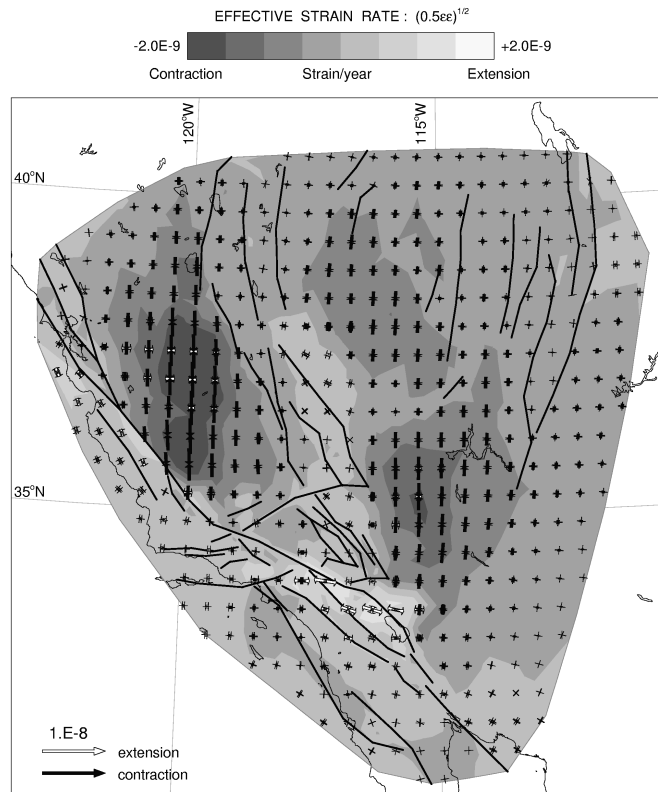 EFFECTIVE STRAIN RATE : (0.5εε)^1/2
-2.0E-9 +2.0E-9
Contraction Strain/year Extension
120°W 115°W
40°N
35°N
1.E-8
extension
contraction